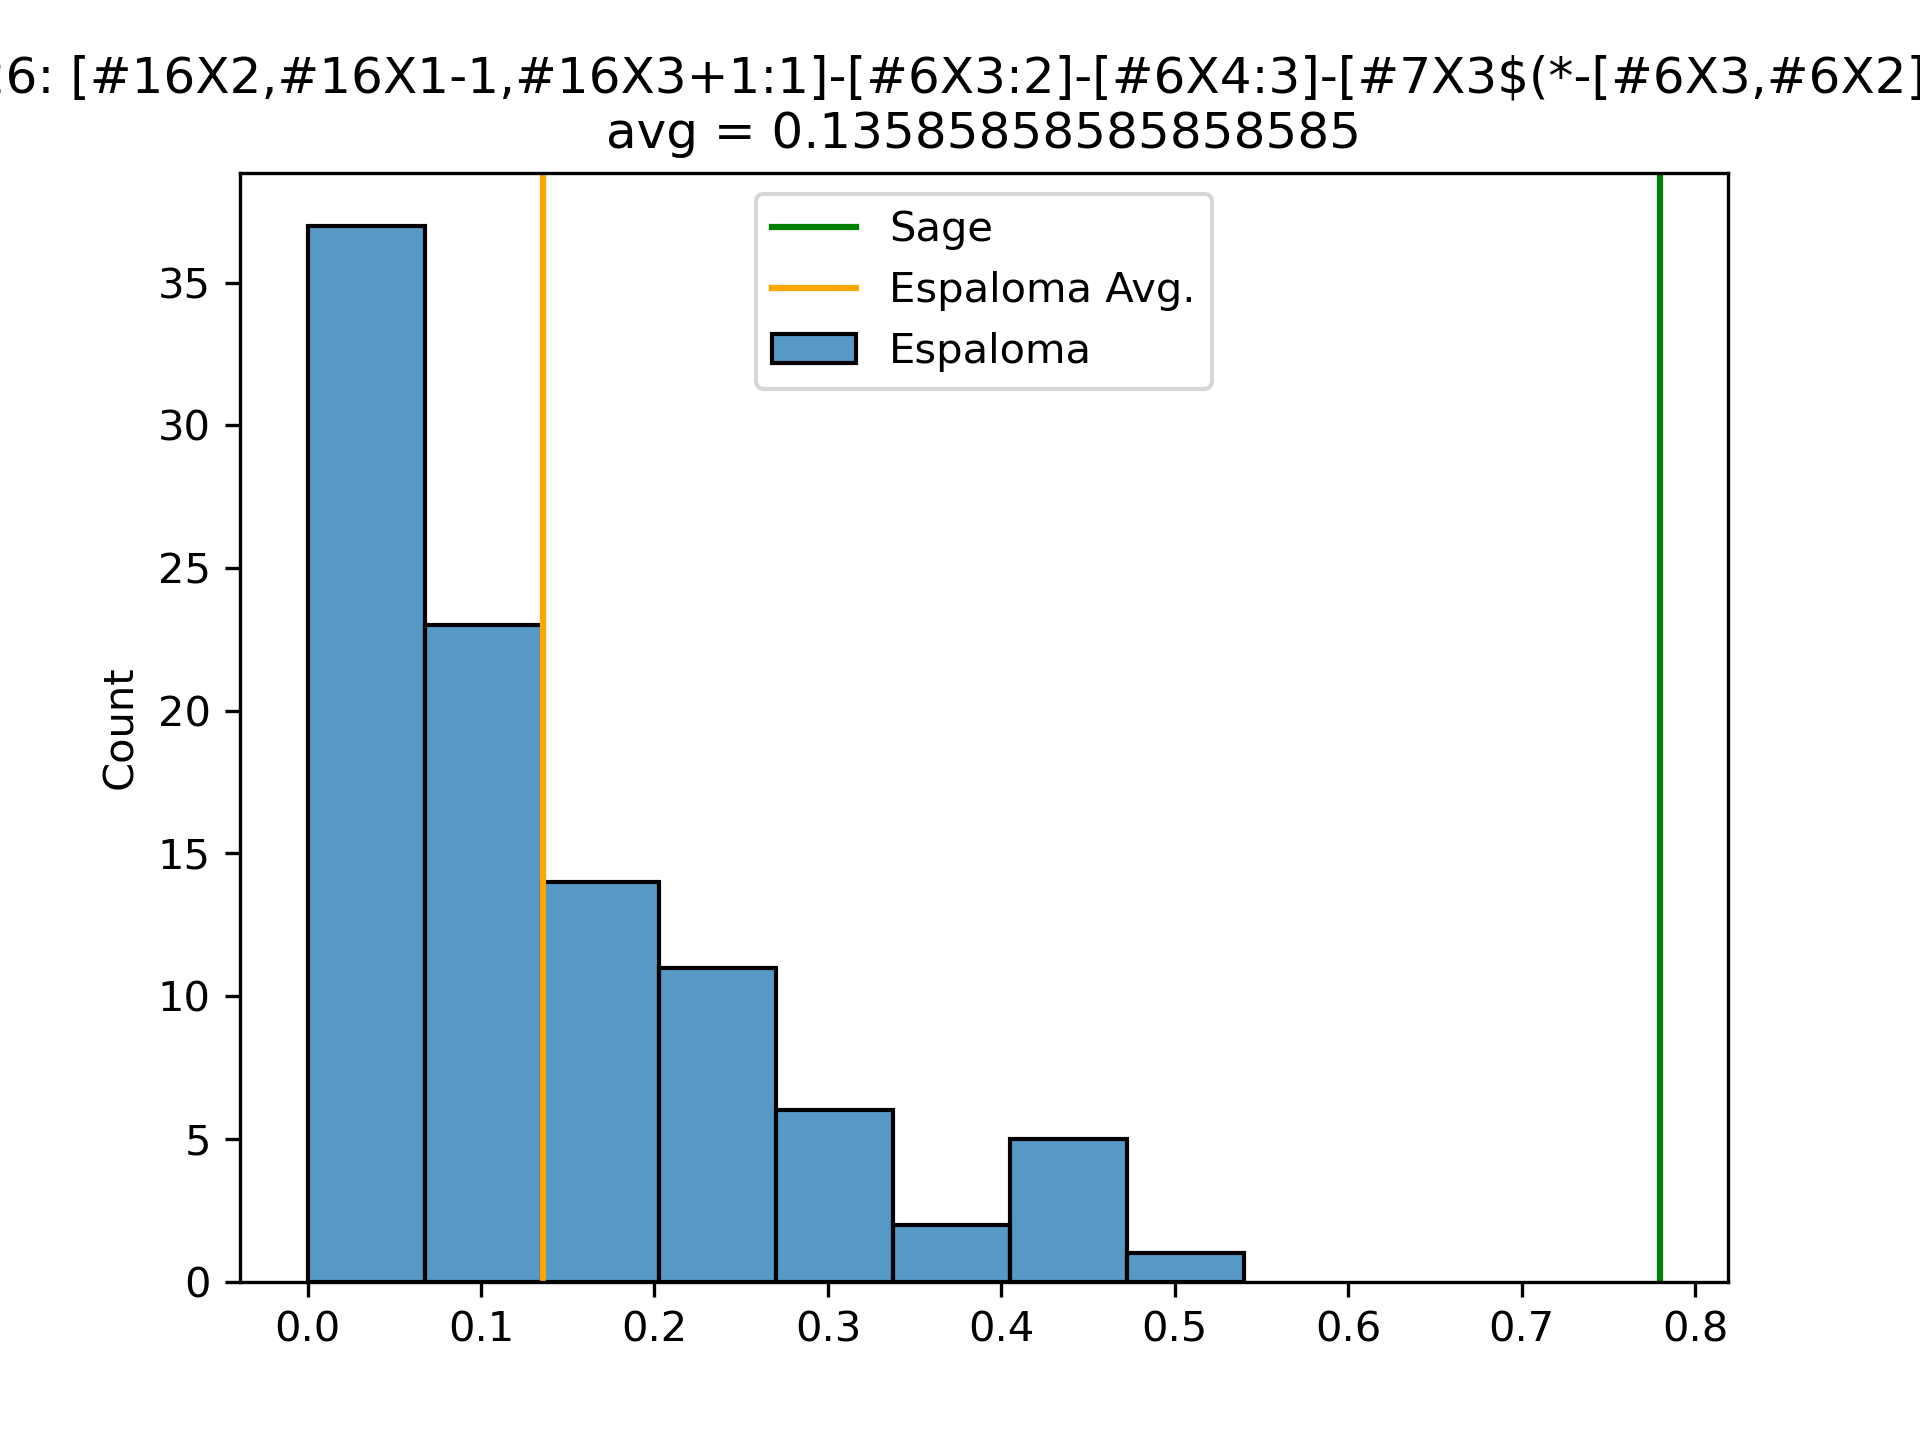 26: [#16X2,#16X1-1,#16X3+1:1]-[#6X3:2]-[#6X4:3]-[#7X3$(*-[#6X3,#6X2]
avg = 0.13585858585858585
Sage
Espaloma Avg.
Espaloma
Count
35
30
25
20
15
10
5
0
0.0 0.1 0.2 0.3 0.4 0.5 0.6 0.7 0.8